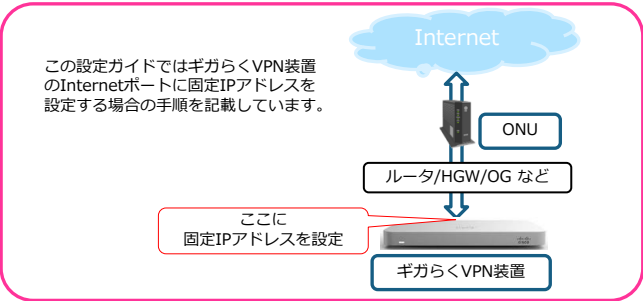 Internet
この設定ガイドではギガらくVPN装置
のInternetポートに固定IPアドレスを
設定する場合の手順を記載しています。
ONU
ルータ/HGW/OG など
ここに
固定IPアドレスを設定
ギガらくVPN装置